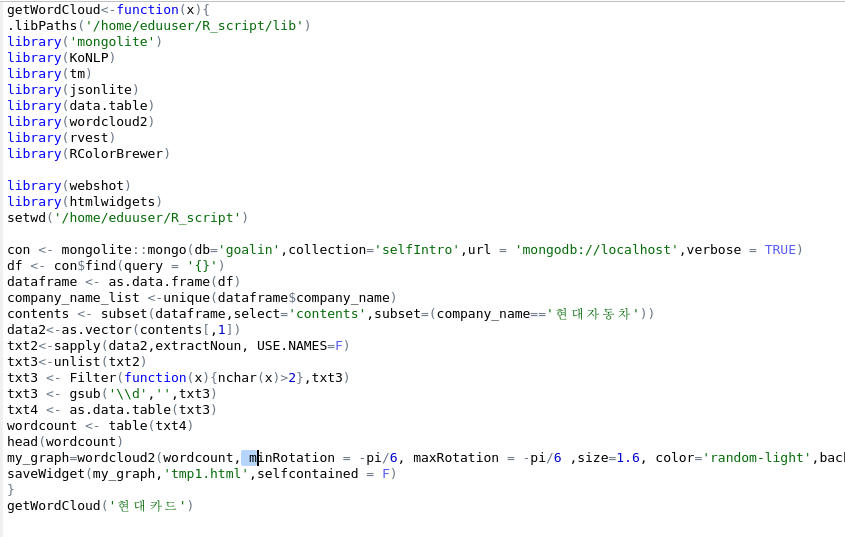 getWordCloud<-function(x){
.libPaths('/home/eduuser/R_script/lib')
library('mongolite')
library(KoNLP)
library(tm)
library(jsonlite)
library(data.table)
library(wordcloud2)
library(rvest)
library(RColorBrewer)
library(webshot)
library(htmlwidgets)
setwd('/home/eduuser/R_script')
con <- mongolite::mongo(db='goalin',collection='selfIntro',url = 'mongodb://localhost',verbose = TRUE)
df <- con$find(query = '{}')
dataframe <- as.data.frame(df)
company_name_list <-unique(dataframe$company_name)
contents <- subset(dataframe,select='contents',subset=(company_name=='현대자동차'))
data2<-as.vector(contents[,1])
txt2<-sapply(data2,extractNoun, USE.NAMES=F)
txt3<-unlist(txt2)
txt3 <- Filter(function(x){nchar(x)>2},txt3)
txt3 <- gsub('\\d','',txt3)
txt4 <- as.data.table(txt3)
wordcount <- table(txt4)
head(wordcount)
my_graph=wordcloud2(wordcount, minRotation = -pi/6, maxRotation = -pi/6 ,size=1.6, color='random-light',bac
saveWidget(my_graph,'tmp1.html',selfcontained = F)
}
getWordCloud('현대카드')